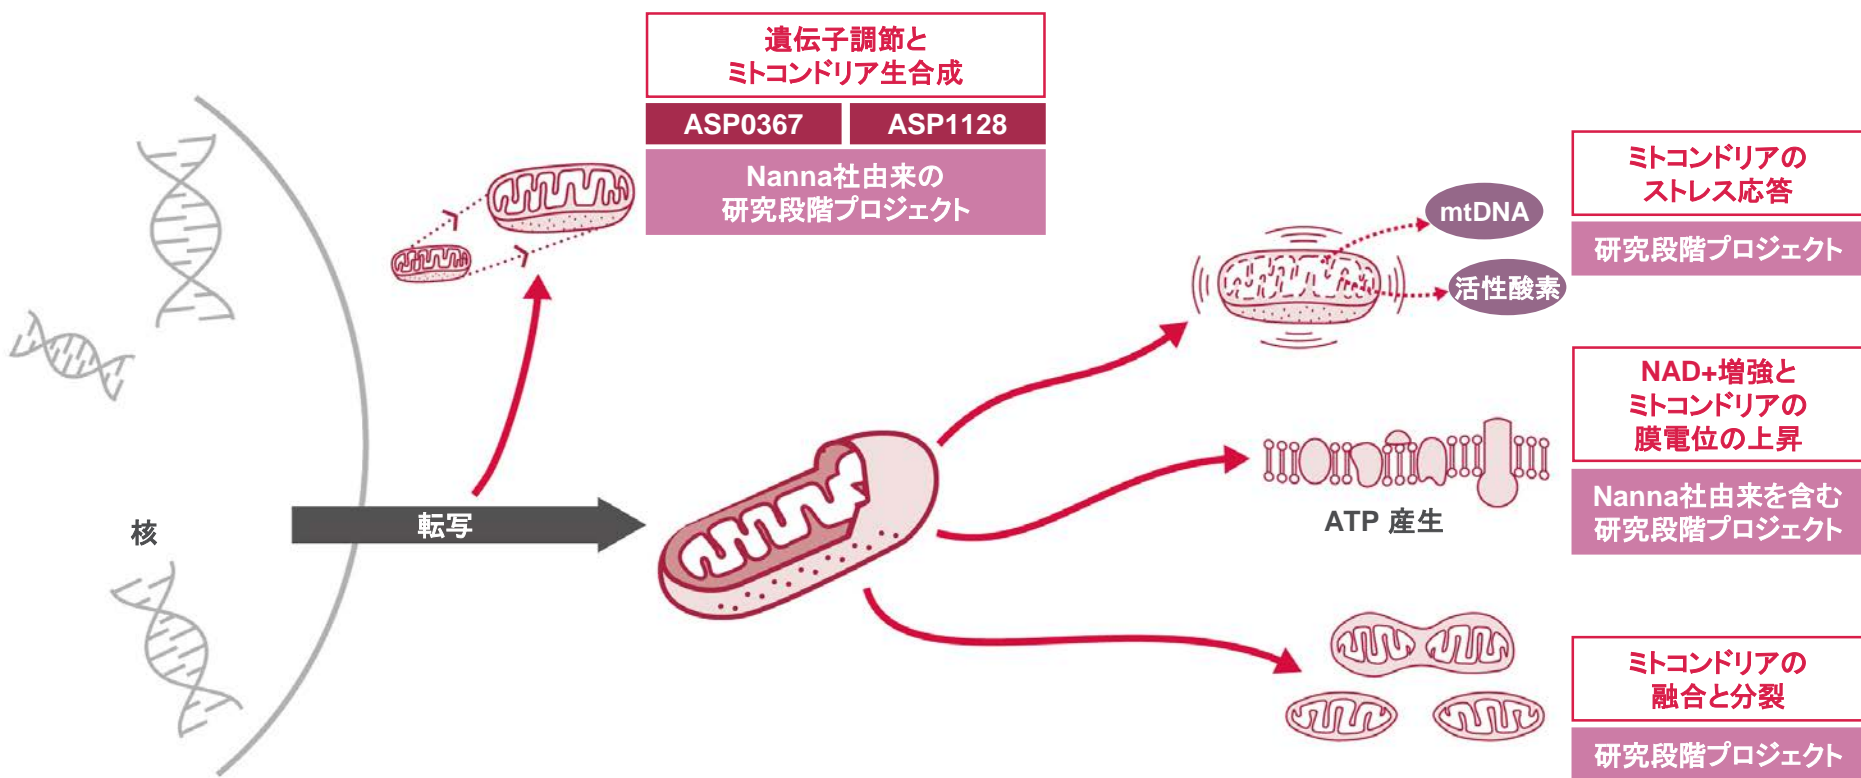 遺伝子調節と
ミトコンドリア生合成
ASP0367
ASP1128
Nanna社由来の
研究段階プロジェクト
核
転写
mtDNA
活性酸素
ミトコンドリアの
ストレス応答
研究段階プロジェクト
ATP 産生
NAD+増強と
ミトコンドリアの
膜電位の上昇
Nanna社由来を含む
研究段階プロジェクト
ミトコンドリアの
融合と分裂
研究段階プロジェクト